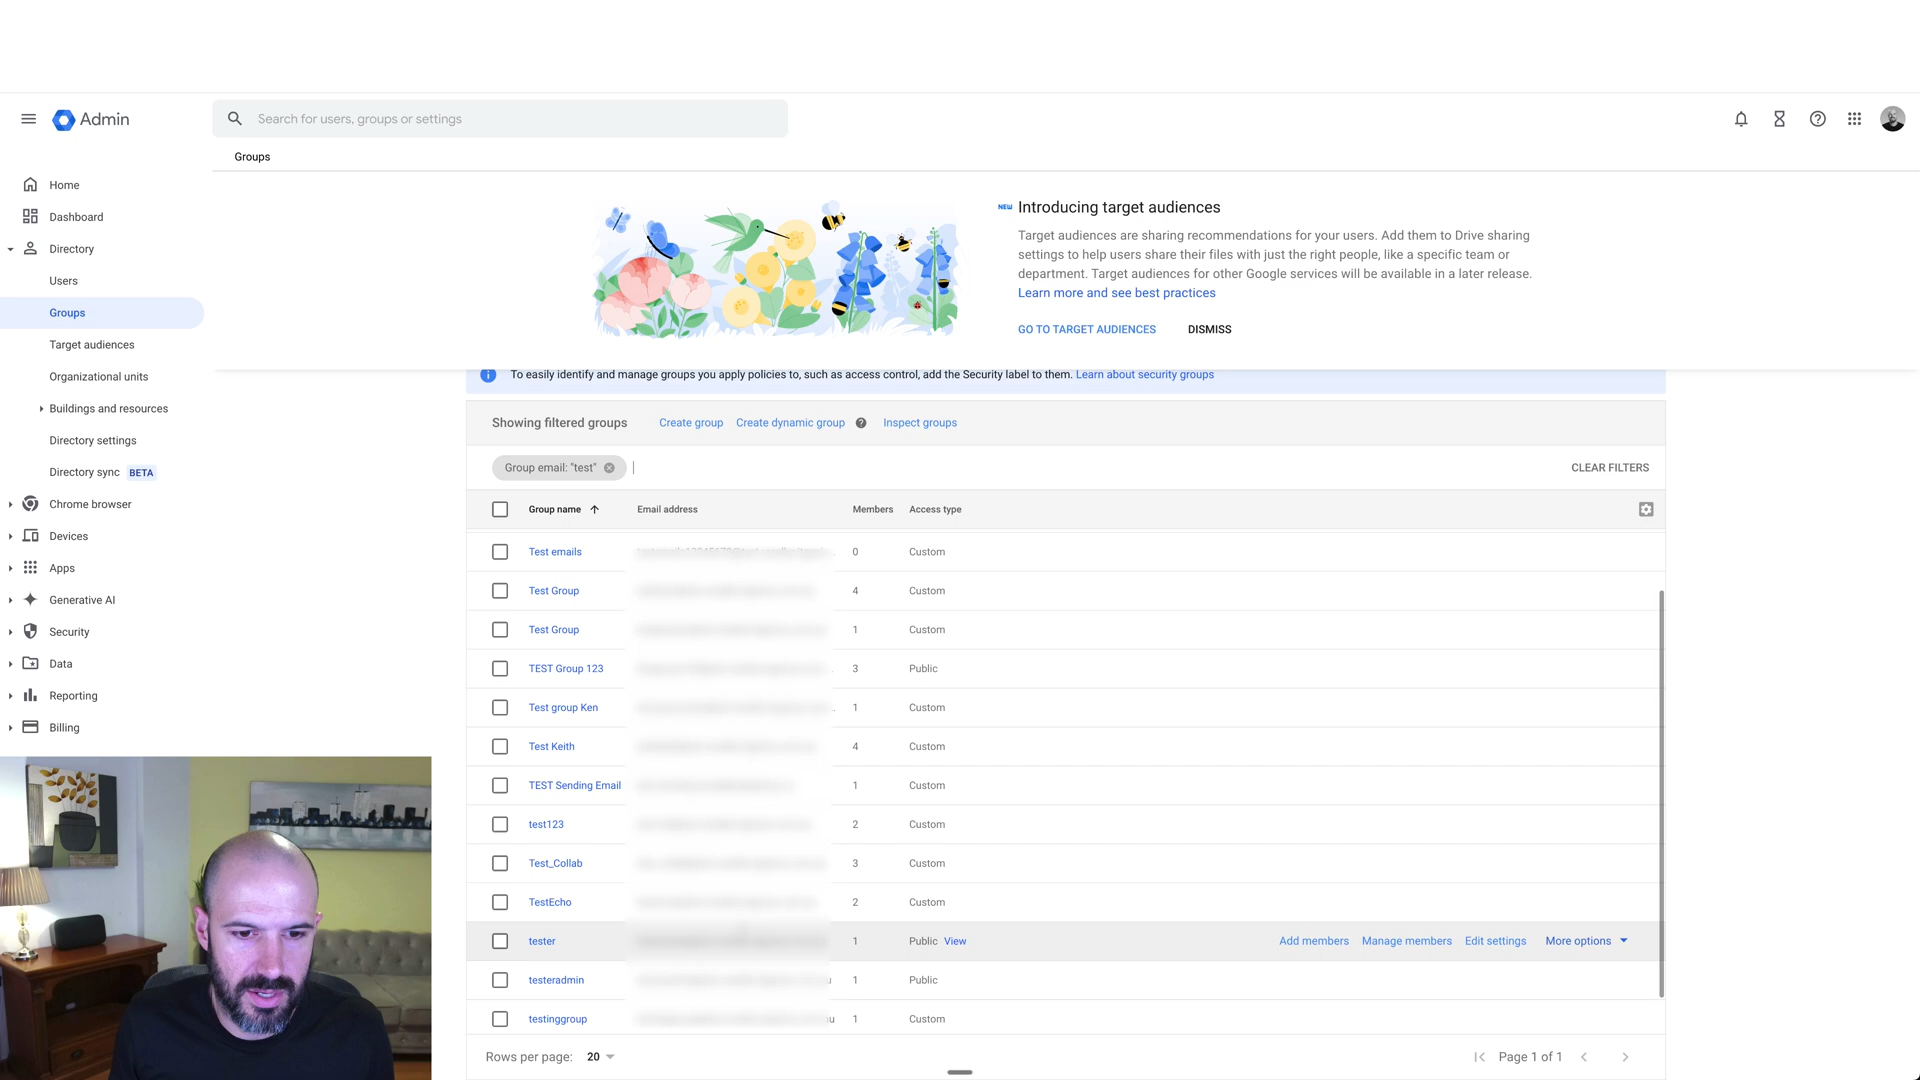 Admin
Search for users, groups or settings
Groups
Home
Dashboard
Directory
Users
Groups
Target audiences
Organizational units
Buildings and resources
Directory settings
Directory sync BETA
Chrome browser
Devices
Apps
Generative AI
Security
Data
Reporting
Billing
NEW Introducing target audiences
Target audiences are sharing recommendations for your users. Add them to Drive sharing
settings to help users share their files with just the right people, like a specific team or
department. Target audiences for other Google services will be available in a later release.
Learn more and see best practices
GO TO TARGET AUDIENCES DISMISS
To easily identify and manage groups you apply policies to, such as access control, add the Security label to them. Learn about security groups
Showing filtered groups Create group Create dynamic group Inspect groups
Group email: "test" CLEAR FILTERS
Group name Email address Members Access type
Test emails 0 Custom
Test Group 4 Custom
Test Group 1 Custom
TEST Group 123 3 Public
Test group Ken 1 Custom
Test Keith 4 Custom
TEST Sending Email 1 Custom
test123 2 Custom
Test_Collab 3 Custom
TestEcho 2 Custom
tester 1 Public View Add members Manage members Edit settings More options
testeradmin 1 Public
testinggroup 1 Custom
Rows per page: 20 Page 1 of 1